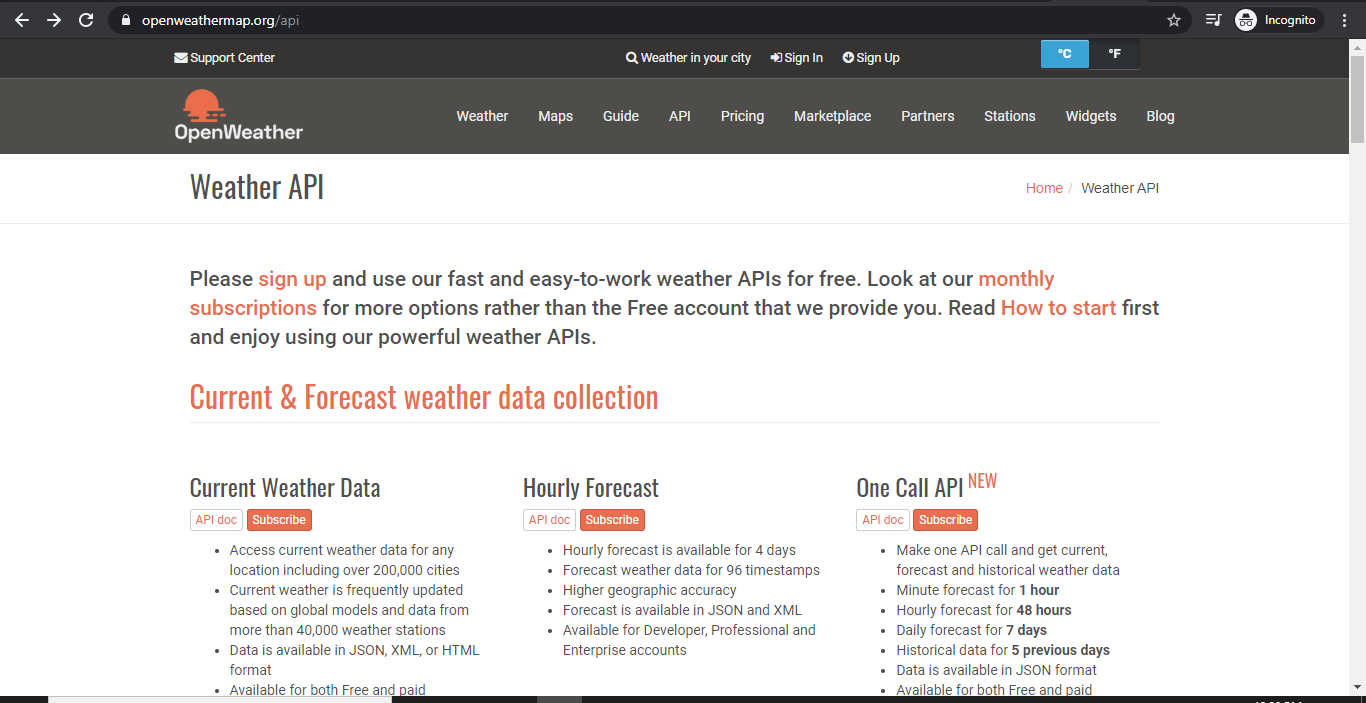 openweathermap.org/api
Incognito
Support Center
Weather in your city
Sign In
Sign Up
°C
°F
OpenWeather
Weather
Maps
Guide
API
Pricing
Marketplace
Partners
Stations
Widgets
Blog
Weather API
Home / Weather API
Please sign up and use our fast and easy-to-work weather APIs for free. Look at our monthly
subscriptions for more options rather than the Free account that we provide you. Read How to start first
and enjoy using our powerful weather APIs.
Current & Forecast weather data collection
Current Weather Data
API doc
Subscribe
• Access current weather data for any
location including over 200,000 cities
• Current weather is frequently updated
based on global models and data from
more than 40,000 weather stations
• Data is available in JSON, XML, or HTML
format
• Available for both Free and paid
Hourly Forecast
API doc
Subscribe
• Hourly forecast is available for 4 days
• Forecast weather data for 96 timestamps
• Higher geographic accuracy
• Forecast is available in JSON and XML
• Available for Developer, Professional and
Enterprise accounts
One Call API NEW
API doc
Subscribe
• Make one API call and get current,
forecast and historical weather data
• Minute forecast for 1 hour
• Hourly forecast for 48 hours
• Daily forecast for 7 days
• Historical data for 5 previous days
• Data is available in JSON format
• Available for both Free and paid